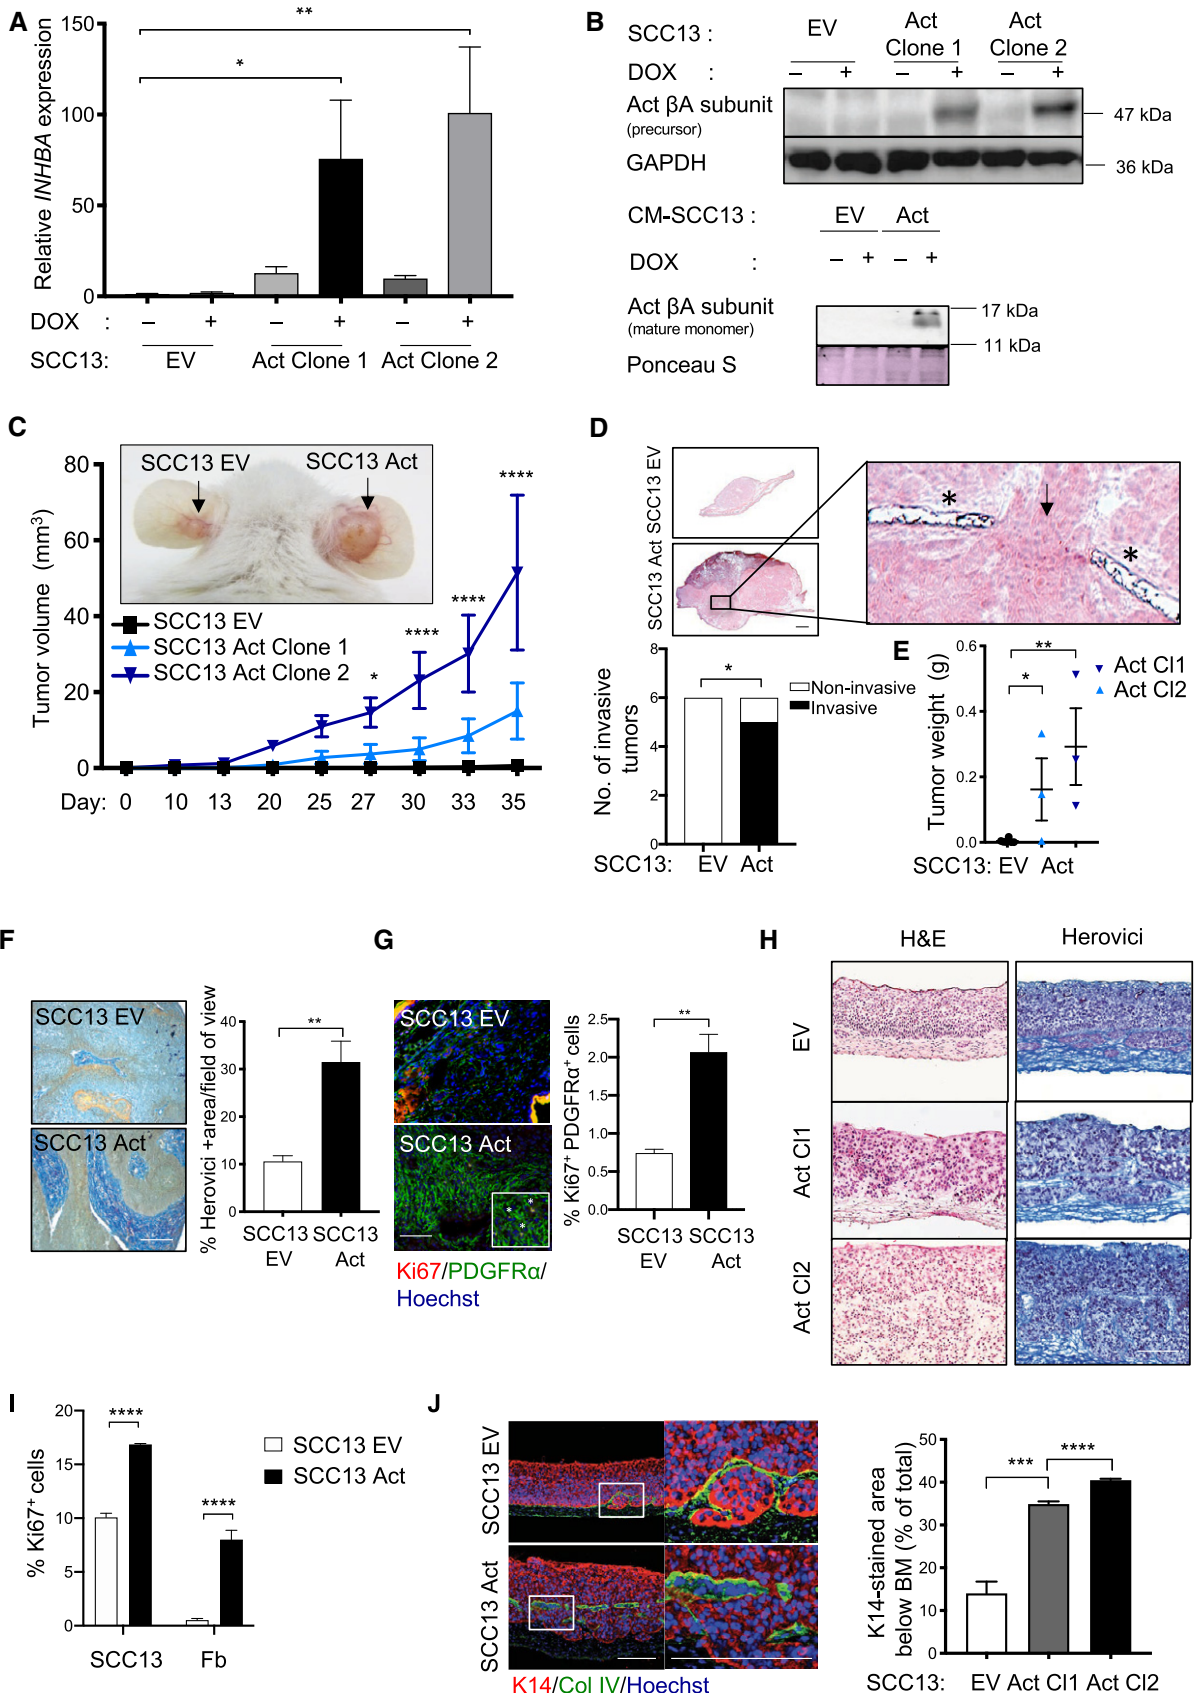 A
**
*
Relative INHBA expression
150
100
50
0
DOX : – + – + – +
SCC13: EV Act Clone 1 Act Clone 2
B
SCC13 : EV Act Clone 1 Act Clone 2
DOX : – + – + – +
Act βA subunit
(precursor)
47 kDa
GAPDH
36 kDa
CM-SCC13 : EV Act
DOX : – + – +
Act βA subunit
(mature monomer)
17 kDa
11 kDa
Ponceau S
C
Tumor volume (mm³)
80
60
40
20
0
SCC13 EV SCC13 Act
SCC13 EV
SCC13 Act Clone 1
SCC13 Act Clone 2
* **** **** ****
Day: 0 10 13 20 25 27 30 33 35
D
SCC13 EV
SCC13 Act
*
*
No. of invasive tumors
8
6
4
2
0
*
Non-invasive
Invasive
SCC13: EV Act
E
Tumor weight (g)
0.6
0.4
0.2
0.0
**
*
Act Cl1
Act Cl2
SCC13: EV Act
F
SCC13 EV
SCC13 Act
% Herovici +area/field of view
40
30
20
10
0
**
SCC13 EV
SCC13 Act
G
SCC13 EV
SCC13 Act
*
*
*
Ki67/PDGFRα/
Hoechst
% Ki67⁺ PDGFRα⁺ cells
2.5
2.0
1.5
1.0
0.5
0.0
**
SCC13 EV
SCC13 Act
H
H&E Herovici
EV
Act Cl1
Act Cl2
I
% Ki67⁺ cells
20
15
10
5
0
****
****
SCC13 EV
SCC13 Act
SCC13 Fb
J
SCC13 EV
SCC13 Act
K14/Col IV/Hoechst
K14-stained area
below BM (% of total)
50
40
30
20
10
0
***
****
SCC13: EV Act Cl1 Act Cl2